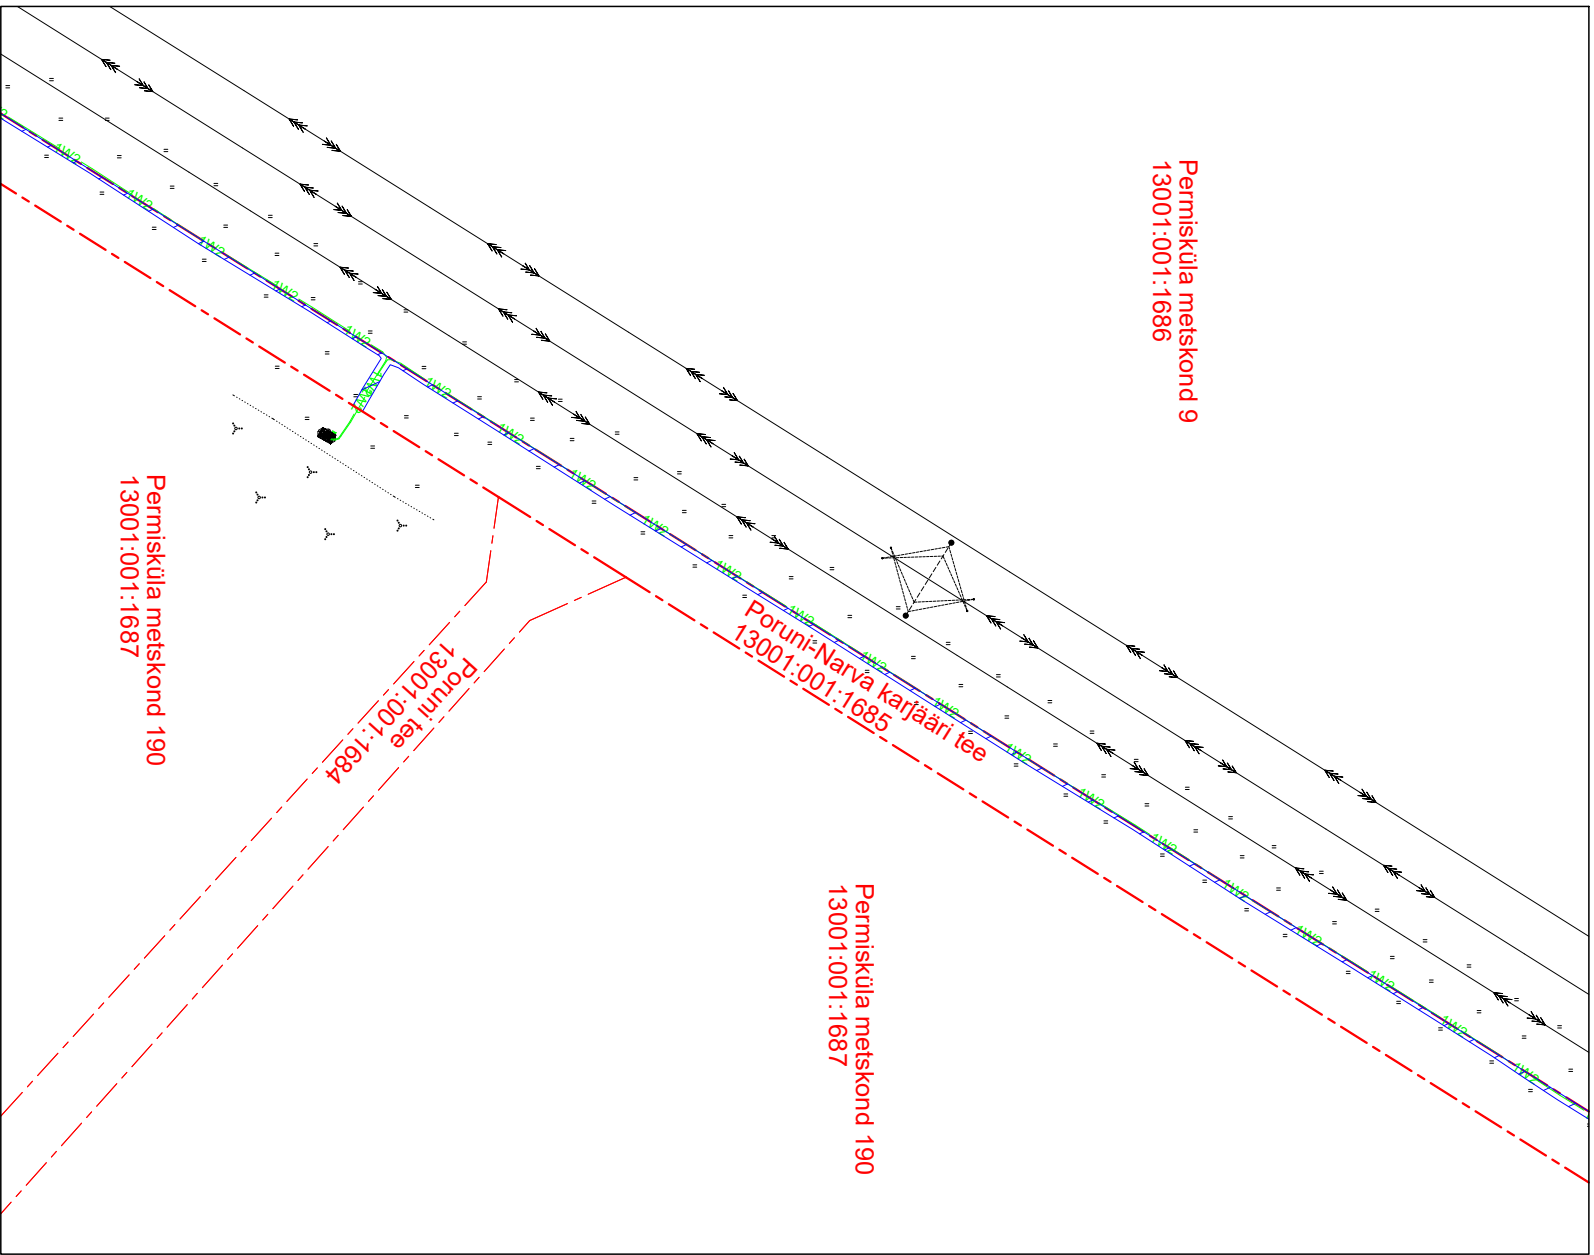 Permisküla metskond 9
13001:001:1686
Poruni-Narva karjääri tee
13001:001:1685
Permisküla metskond 190
13001:001:1687
Poruni tee
13001:001:1684
Permisküla metskond 190
13001:001:1687